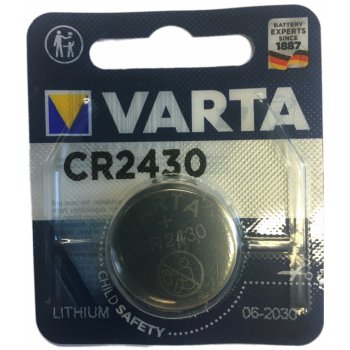 BATTERY
EXPERTS
SINCE
1887
VARTA
CR2430
VARTA
+
CR2430
CHILD SAFETY
LITHIUM
06-2030